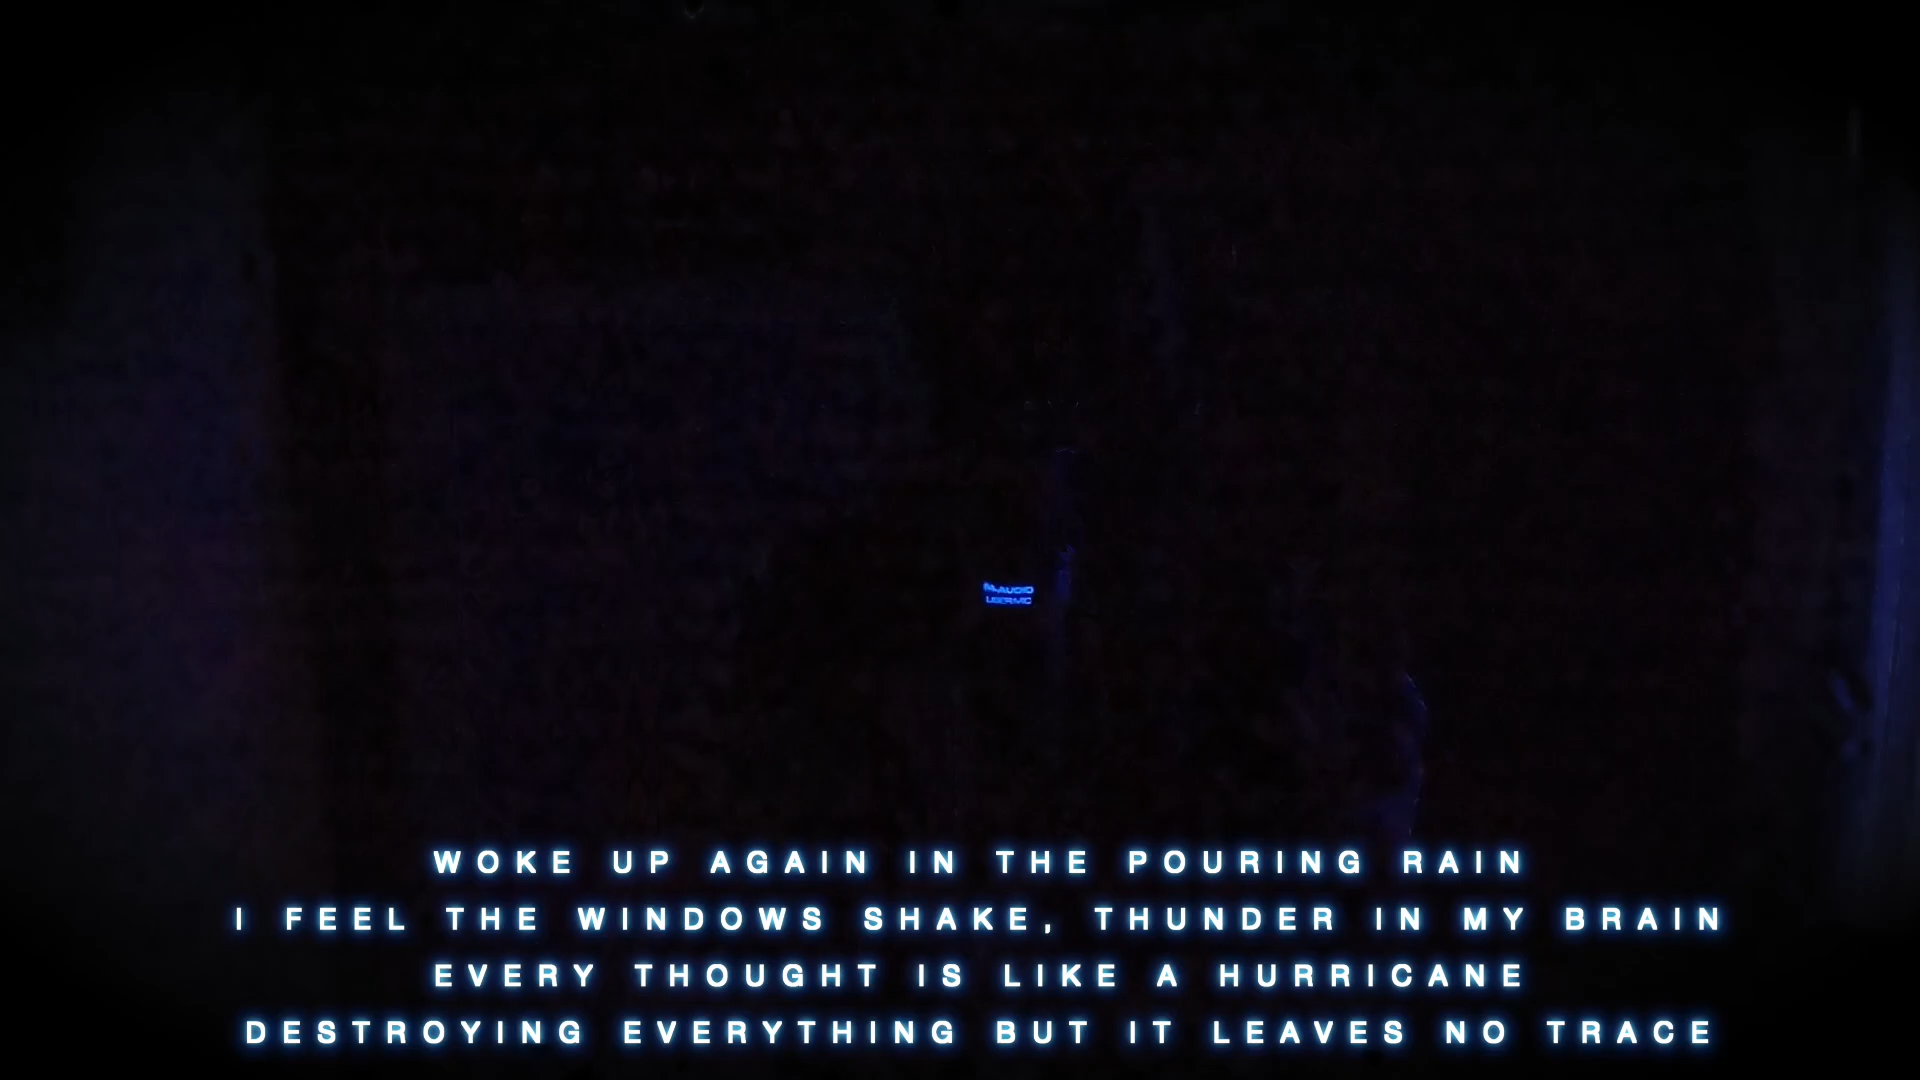 WOKE UP AGAIN IN THE POURING RAIN
I FEEL THE WINDOWS SHAKE, THUNDER IN MY BRAIN
EVERY THOUGHT IS LIKE A HURRICANE
DESTROYING EVERYTHING BUT IT LEAVES NO TRACE